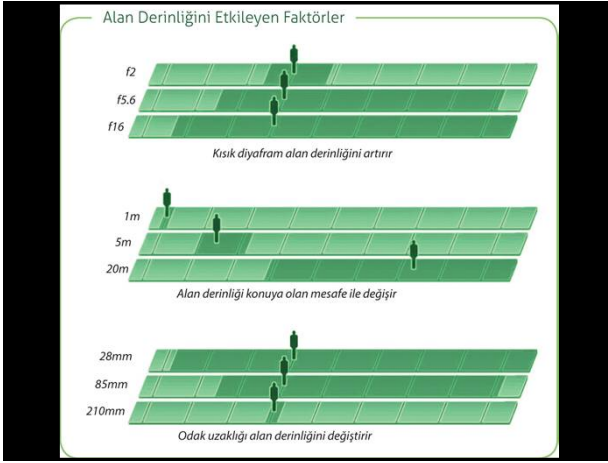 Alan Derinliğini Etkileyen Faktörler
f2
f5.6
f16
Kısık diyafram alan derinliğini artırır
1m
5m
20m
Alan derinliği konuya olan mesafe ile değişir
28mm
85mm
210mm
Odak uzaklığı alan derinliğini değiştirir